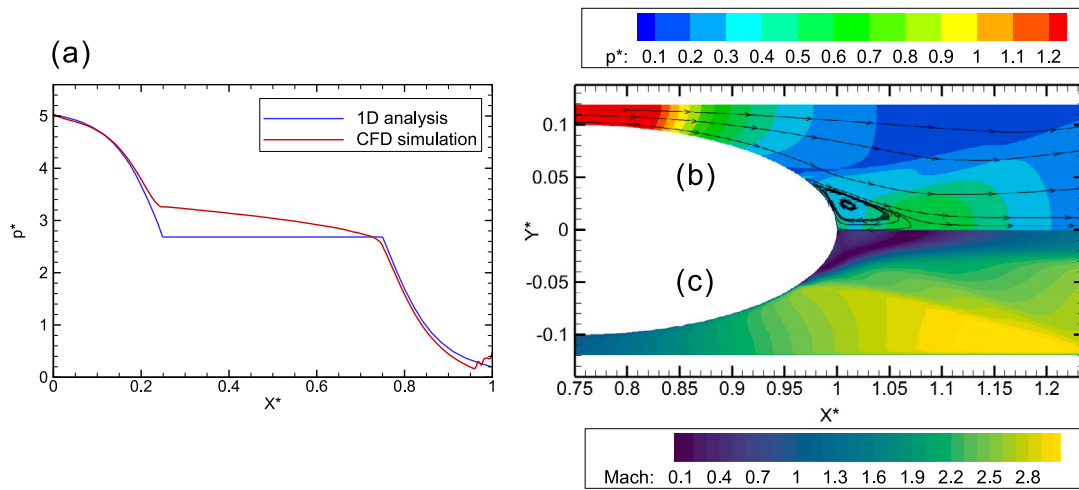 (a)
1D analysis
CFD simulation
5
4
3
2
1
0
p*
0
0.2
0.4
0.6
0.8
1
X*
p*: 0.1 0.2 0.3 0.4 0.5 0.6 0.7 0.8 0.9 1 1.1 1.2
0.1
0.05
0
-0.05
-0.1
Y*
(b)
(c)
0.75 0.8 0.85 0.9 0.95 1 1.05 1.1 1.15 1.2
X*
Mach: 0.1 0.4 0.7 1 1.3 1.6 1.9 2.2 2.5 2.8